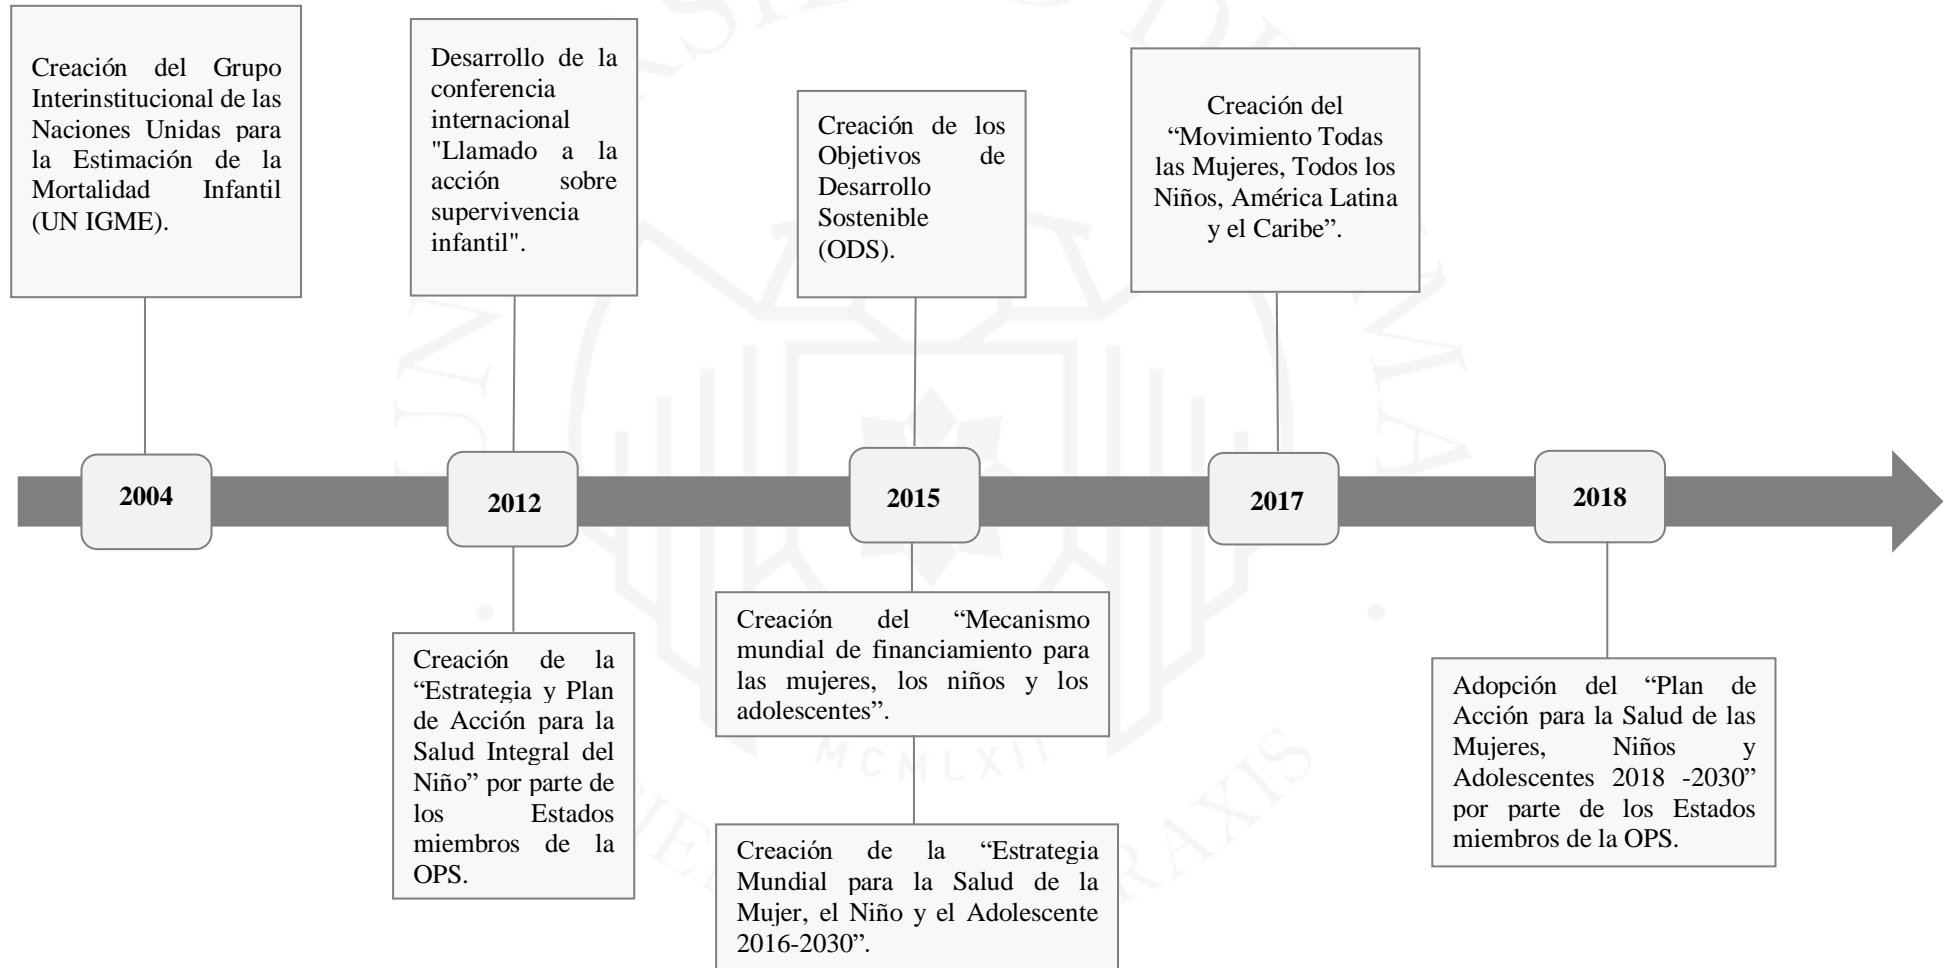 Creación del Grupo
Interinstitucional de las
Naciones Unidas para
la Estimación de la
Mortalidad Infantil
(UN IGME).
Desarrollo de la
conferencia
internacional
"Llamado a la
acción sobre
supervivencia
infantil".
Creación de los
Objetivos de
Desarrollo
Sostenible
(ODS).
Creación del
“Movimiento Todas
las Mujeres, Todos los
Niños, América Latina
y el Caribe”.
2004
2012
2015
2017
2018
Creación de la
“Estrategia y Plan
de Acción para la
Salud Integral del
Niño” por parte de
los Estados
miembros de la
OPS.
Creación del “Mecanismo
mundial de financiamiento para
las mujeres, los niños y los
adolescentes”.
Creación de la “Estrategia
Mundial para la Salud de la
Mujer, el Niño y el Adolescente
2016-2030”.
Adopción del “Plan de
Acción para la Salud de las
Mujeres, Niños y
Adolescentes 2018 -2030”
por parte de los Estados
miembros de la OPS.
MCMLXII